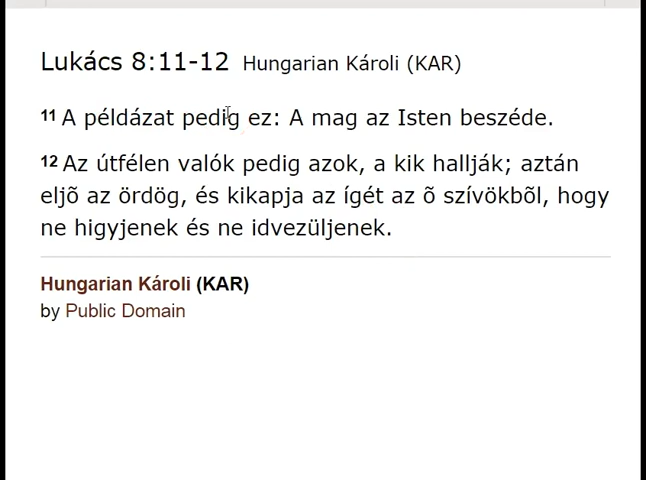 Lukács 8:11-12 Hungarian Károli (KAR)
11 A példázat pedig ez: A mag az Isten beszéde.
12 Az útfélen valók pedig azok, a kik hallják; aztán
eljõ az ördög, és kikapja az ígét az õ szívökbõl, hogy
ne higyjenek és ne idvezüljenek.
Hungarian Károli (KAR)
by Public Domain